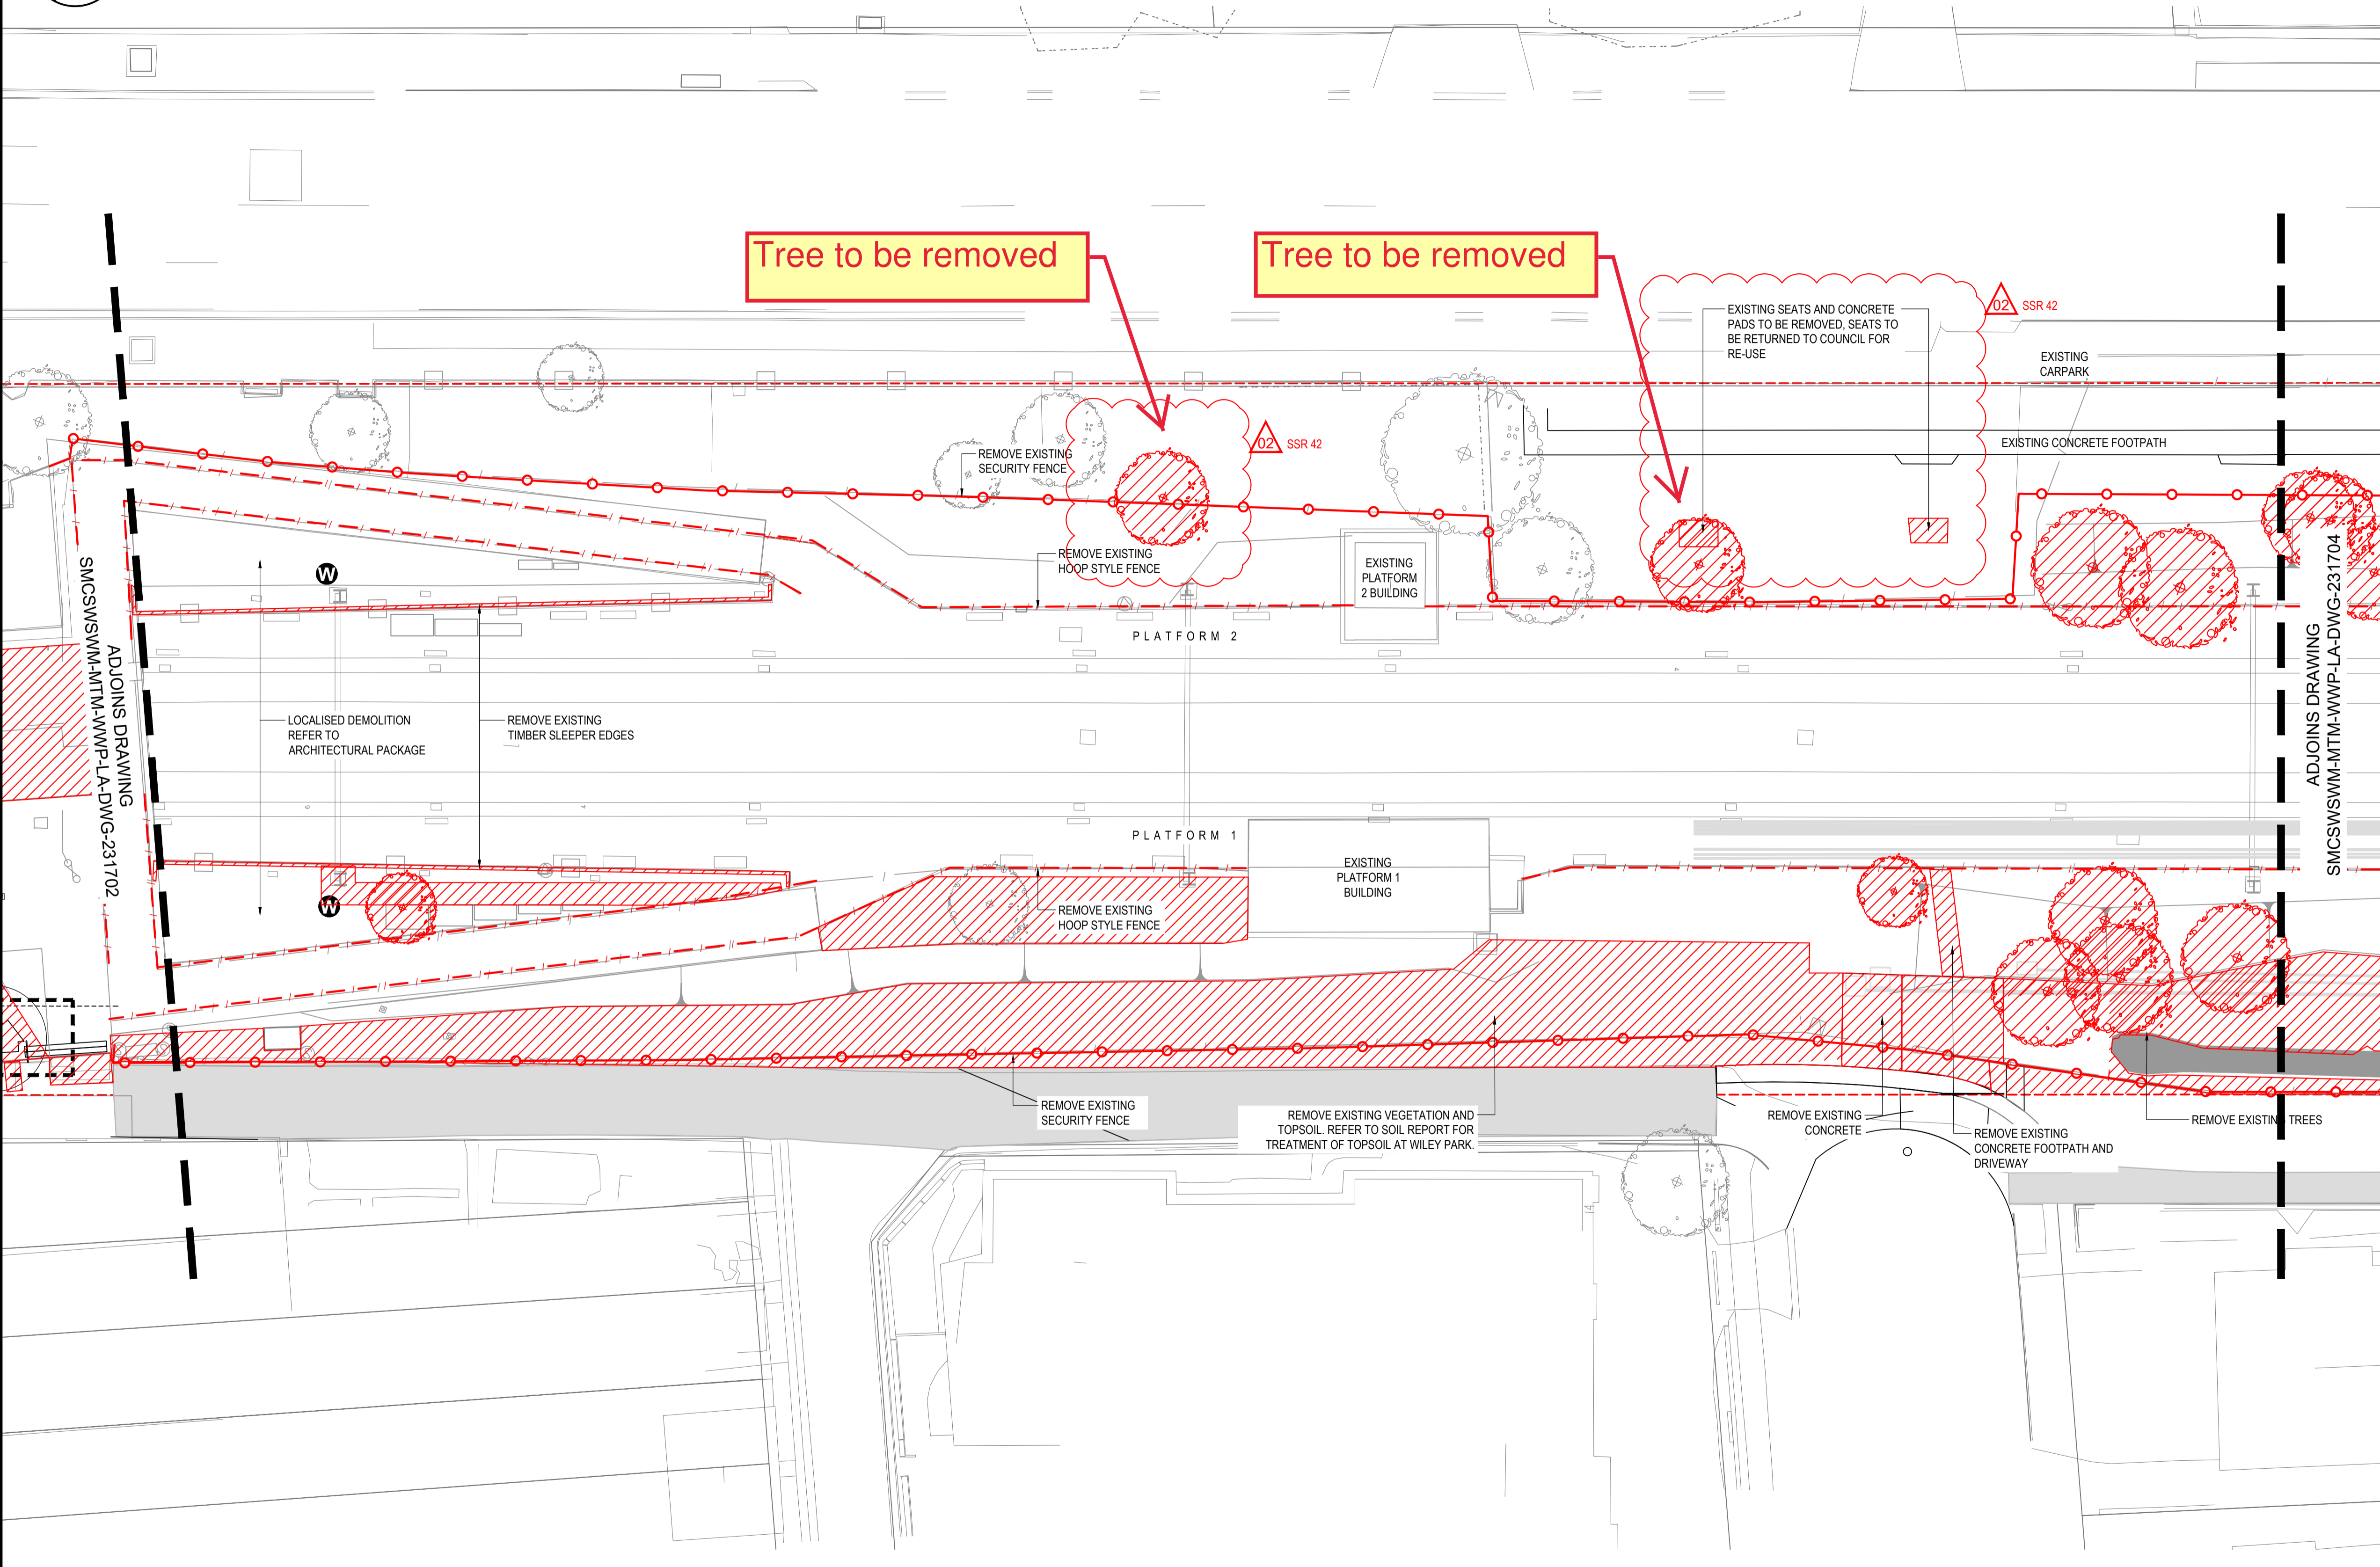 Tree to be removed
Tree to be removed
EXISTING SEATS AND CONCRETE
PADS TO BE REMOVED, SEATS TO
BE RETURNED TO COUNCIL FOR
RE-USE
02
SSR 42
EXISTING
CARPARK
EXISTING CONCRETE FOOTPATH
02
SSR 42
REMOVE EXISTING
SECURITY FENCE
REMOVE EXISTING
HOOP STYLE FENCE
EXISTING
PLATFORM
2 BUILDING
W
PLATFORM 2
ADJOINS DRAWING
SMCSWSWM-MTM-WWP-LA-DWG-231702
LOCALISED DEMOLITION
REFER TO
ARCHITECTURAL PACKAGE
REMOVE EXISTING
TIMBER SLEEPER EDGES
ADJOINS DRAWING
SMCSWSWM-MTM-WWP-LA-DWG-231704
PLATFORM 1
EXISTING
PLATFORM 1
BUILDING
W
REMOVE EXISTING
HOOP STYLE FENCE
REMOVE EXISTING
SECURITY FENCE
REMOVE EXISTING VEGETATION AND
TOPSOIL. REFER TO SOIL REPORT FOR
TREATMENT OF TOPSOIL AT WILEY PARK.
REMOVE EXISTING
CONCRETE
REMOVE EXISTING
CONCRETE FOOTPATH AND
DRIVEWAY
REMOVE EXISTING TREES